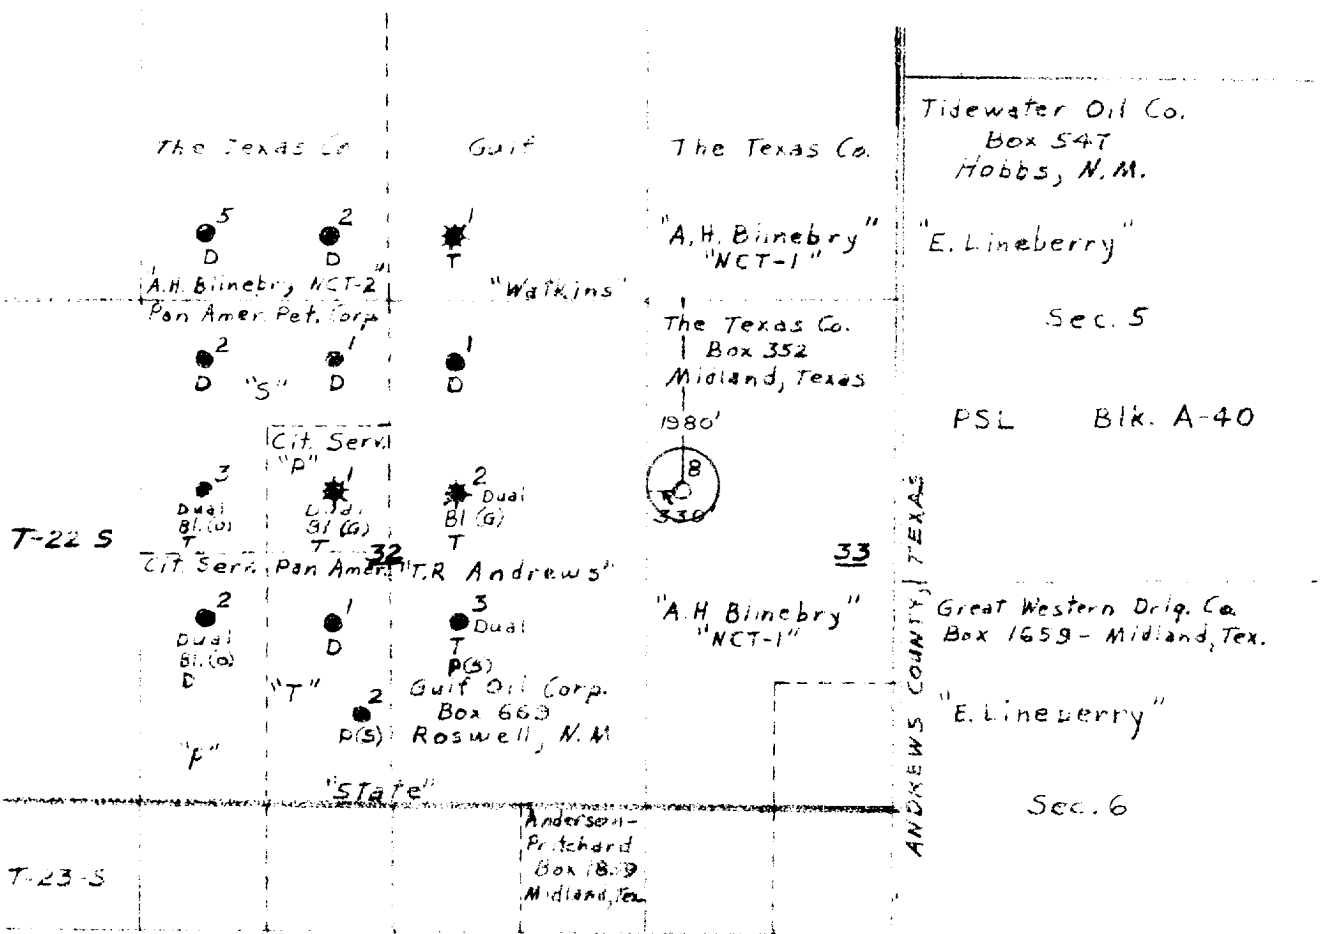 The Texas Co
Gulf
The Texas Co.
Tidewater Oil Co.
Box 547
Hobbs, N.M.
5
D
2
D
1
T
"A.H. Blinebry"
"NCT-1"
"E. Lineberry"
"A.H. Blinebry NCT-2"
"Watkins"
Pan Amer. Pet. Corp
The Texas Co.
Box 352
Midland, Texas
Sec. 5
2
D
"S"
1
D
1
D
1980'
PSL Blk. A-40
Cit. Serv.
"P"
3
Dual
Bl.(o)
T
1
Dual
Bl (G)
T
2
Dual
Bl (G)
T
8
330'
T-22 S
32
33
Cit. Serv.
Pan Amer.
"T.R Andrews"
2
Dual
Bl.(o)
D
1
D
3
Dual
T
P(S)
"A.H Blinebry"
"NCT-1"
Great Western Drlg. Co.
Box 1659 - Midland, Tex.
"T"
2
P(S)
Gulf Oil Corp.
Box 669
Roswell, N.M
"E. Lineberry"
"P"
"State"
ANDREWS COUNTY, TEXAS
Sec. 6
Anderson-
Pritchard
Box
Midland, Tex
T-23-S